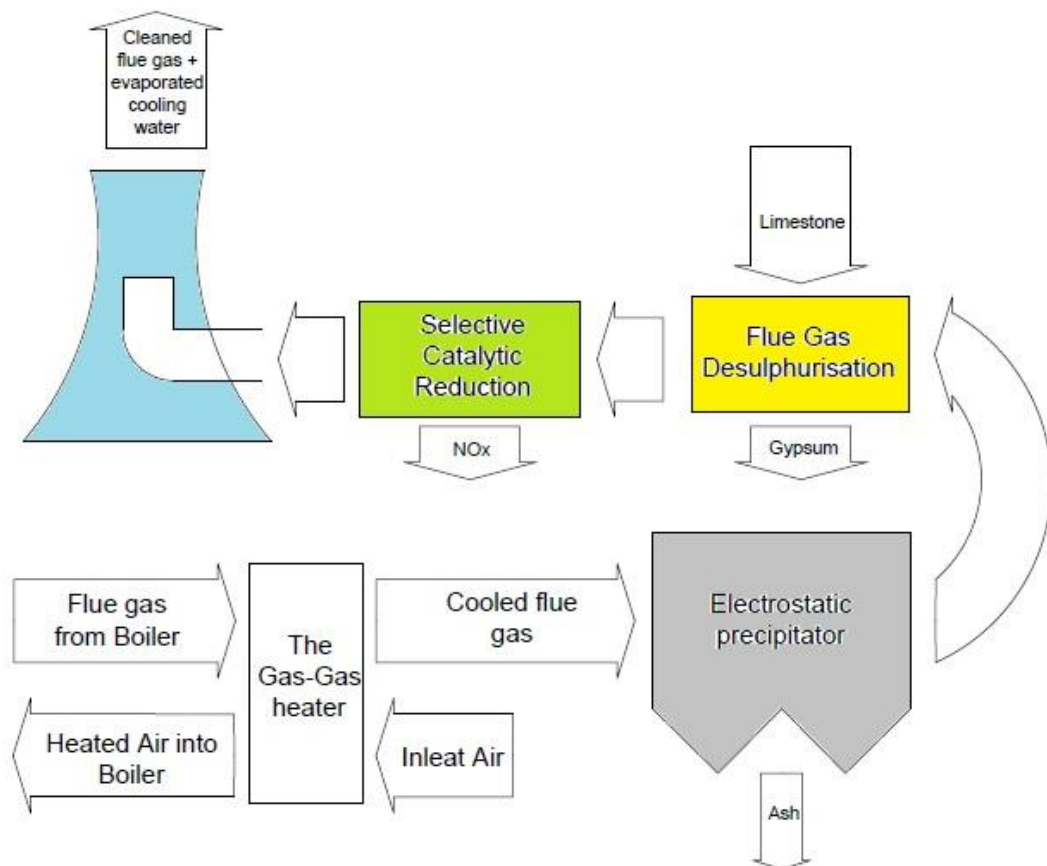 Cleaned
flue gas +
evaporated
cooling
water
Limestone
Selective
Catalytic
Reduction
Flue Gas
Desulphurisation
NOx
Gypsum
Flue gas
from Boiler
The
Gas-Gas
heater
Cooled flue
gas
Electrostatic
precipitator
Heated Air into
Boiler
Inleat Air
Ash